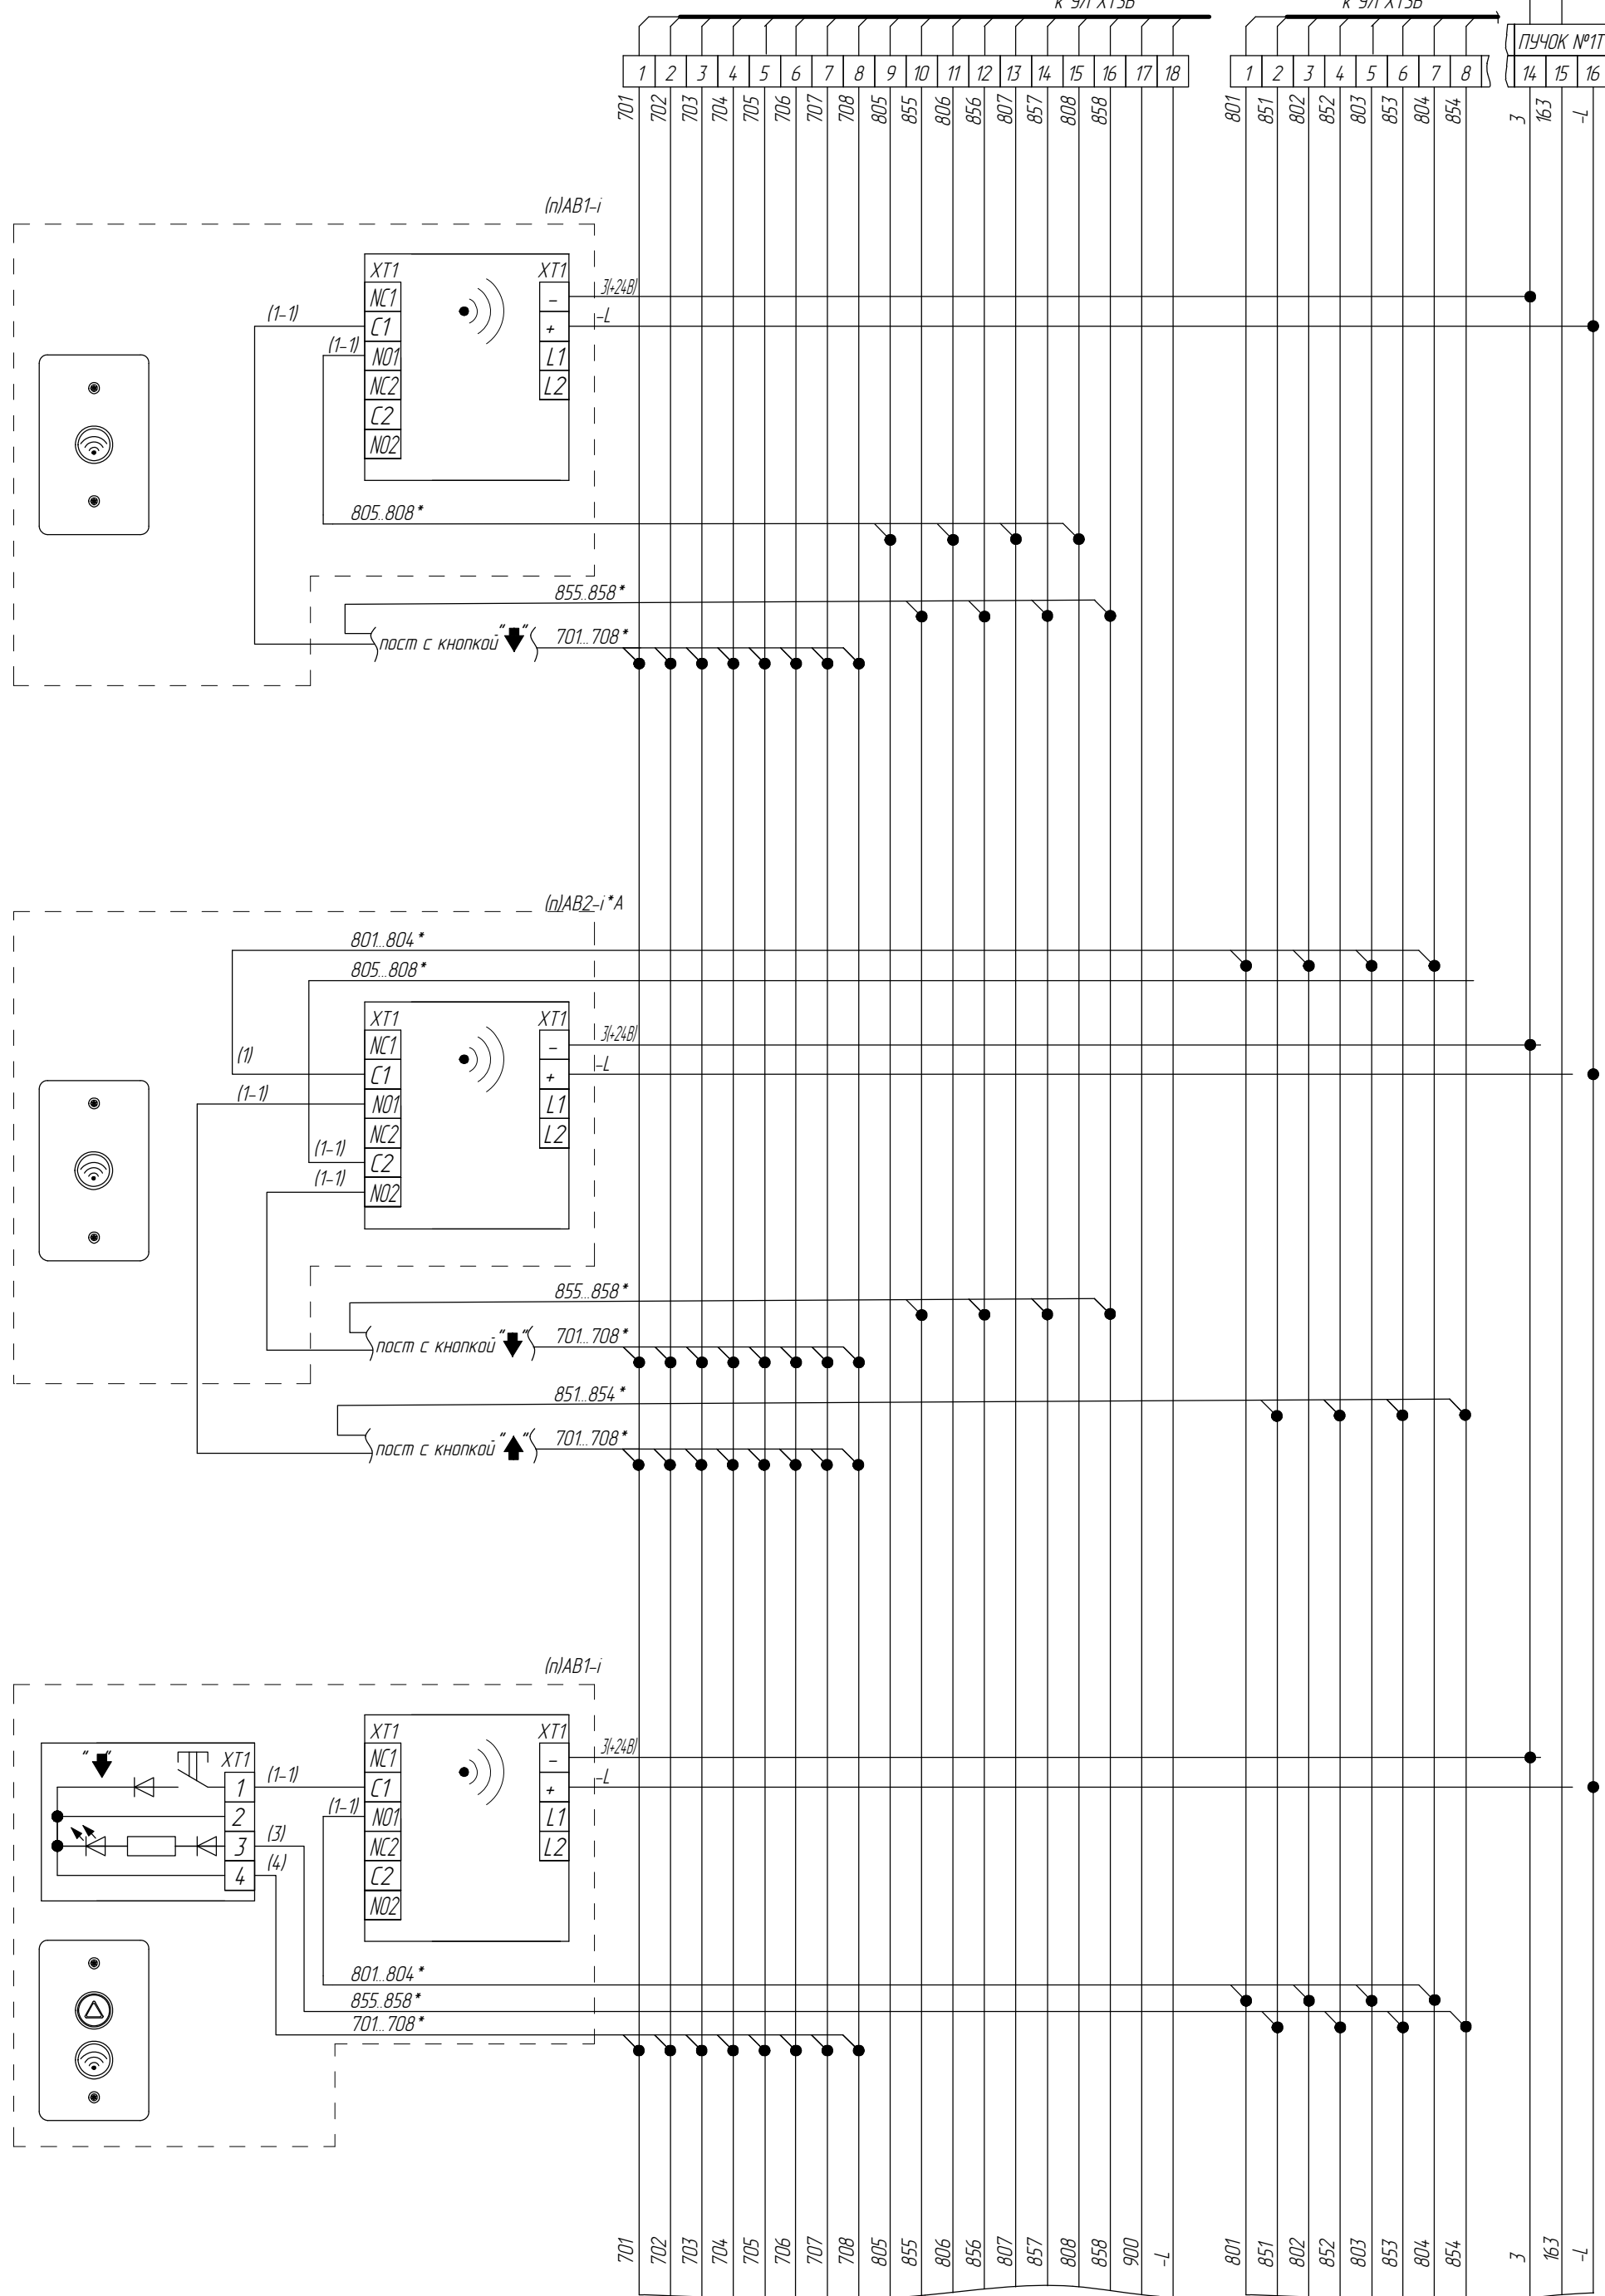 К УЛ ХТ3В К УЛ ХТ3В
ПУЧОК №1Т
1 2 3 4 5 6 7 8 9 10 11 12 13 14 15 16 17 18 1 2 3 4 5 6 7 8 14 15 16
701 702 703 704 705 706 707 708 805 855 806 856 807 857 808 858 801 851 802 852 803 853 804 854 3 163 -L
(п)АВ1-i
XT1 XT1
NC1 -
3(+24В)
(1-1) C1 +
-L
(1-1) NO1 L1
NC2 L2
C2
NO2
805..808*
855..858*
пост с кнопкой " " 701...708*
(п)АВ2-i*А
801...804*
805...808*
XT1 XT1
NC1 -
3(+24В)
(1) C1 +
-L
(1-1) NO1 L1
NC2 L2
(1-1) C2
(1-1) NO2
855...858*
пост с кнопкой " " 701...708*
851...854*
пост с кнопкой " " 701...708*
(п)АВ1-i
XT1 XT1
NC1 -
3(+24В)
" " XT1
1 (1-1) C1 +
-L
2 (1-1) NO1 L1
3 (3) NC2 L2
4 (4) C2
NO2
801...804*
855..858*
701...708*
701 702 703 704 705 706 707 708 805 855 806 856 807 857 808 858 900 -L 801 851 802 852 803 853 804 854 3 163 -L